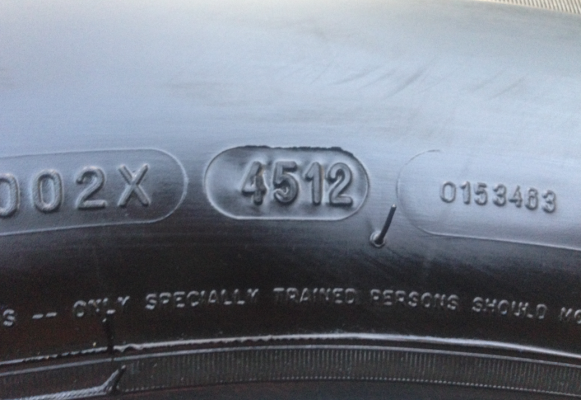 002X 4512 0153463
-- ONLY SPECIALLY TRAINED PERSONS SHOULD